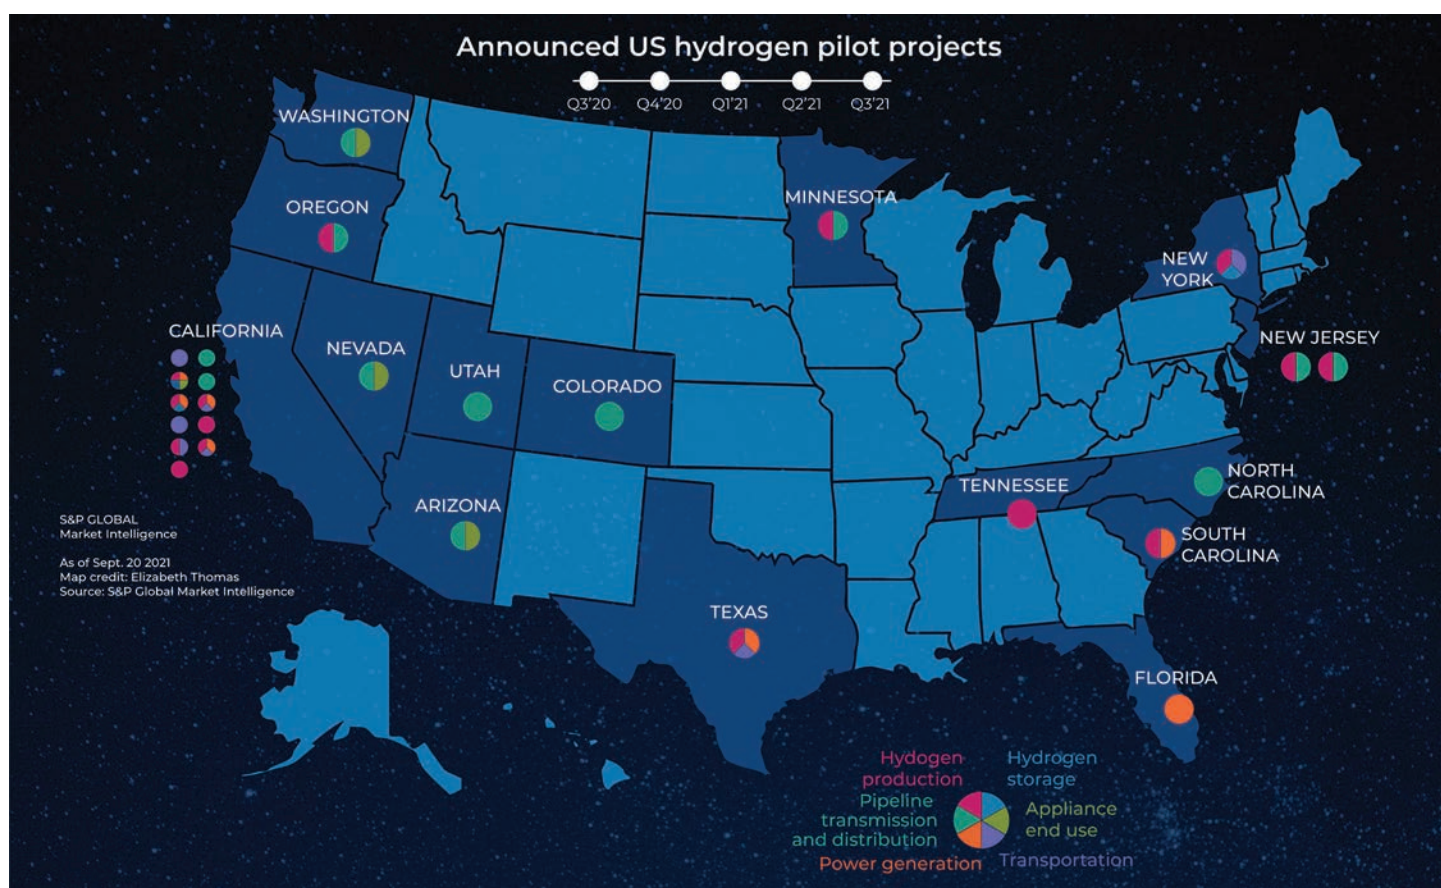 Announced US hydrogen pilot projects
Q3'20 Q4'20 Q1'21 Q2'21 Q3'21
WASHINGTON
OREGON
MINNESOTA
NEW
YORK
CALIFORNIA
NEVADA
UTAH
COLORADO
NEW JERSEY
ARIZONA
TENNESSEE
NORTH
CAROLINA
SOUTH
CAROLINA
S&P GLOBAL
Market Intelligence
As of Sept. 20 2021
Map credit: Elizabeth Thomas
Source: S&P Global Market Intelligence
TEXAS
FLORIDA
Hydogen
production
Hydrogen
storage
Pipeline
transmission
and distribution
Appliance
end use
Power generation
Transportation